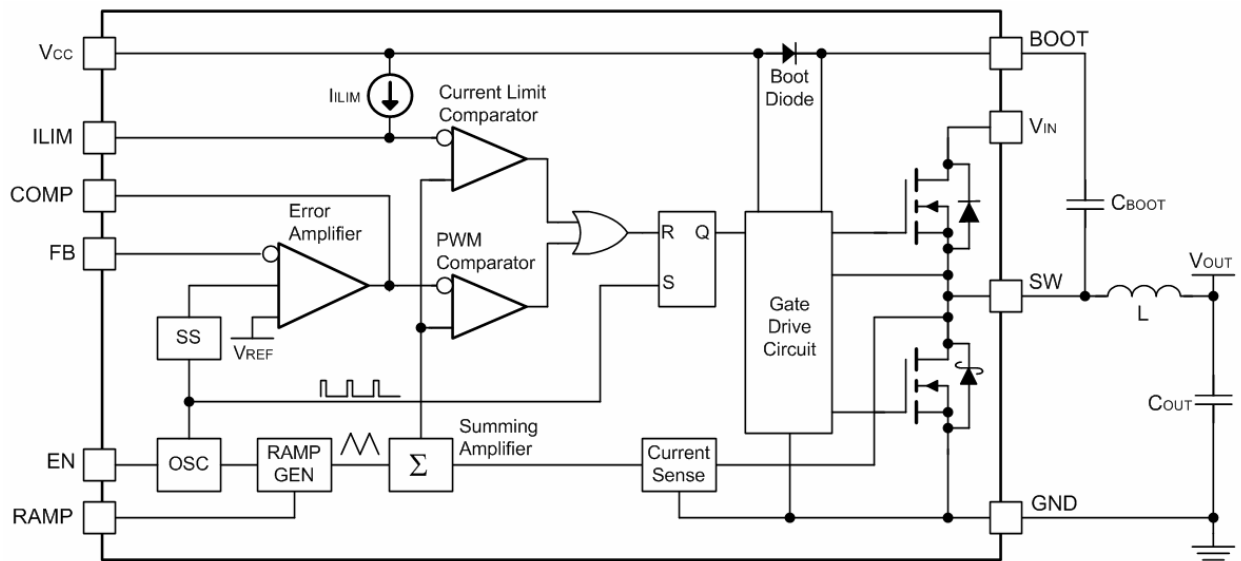 VCC
BOOT
Boot
Diode
IILIM
Current Limit
Comparator
ILIM
VIN
COMP
CBOOT
Error
Amplifier
FB
PWM
Comparator
R
Q
S
SW
VOUT
L
SS
VREF
Gate
Drive
Circuit
COUT
Summing
Amplifier
EN
OSC
RAMP
GEN
Σ
Current
Sense
RAMP
GND